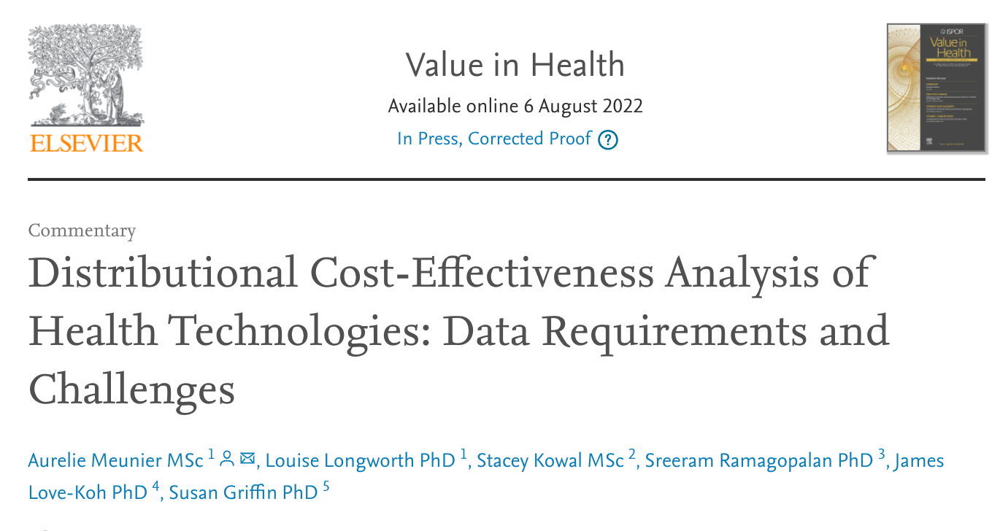 ELSEVIER
Value in Health
Available online 6 August 2022
In Press, Corrected Proof ?
ISPOR
Value in
Health
Commentary
Distributional Cost-Effectiveness Analysis of
Health Technologies: Data Requirements and
Challenges
Aurelie Meunier MSc 1, Louise Longworth PhD 1, Stacey Kowal MSc 2, Sreeram Ramagopalan PhD 3, James
Love-Koh PhD 4, Susan Griffin PhD 5